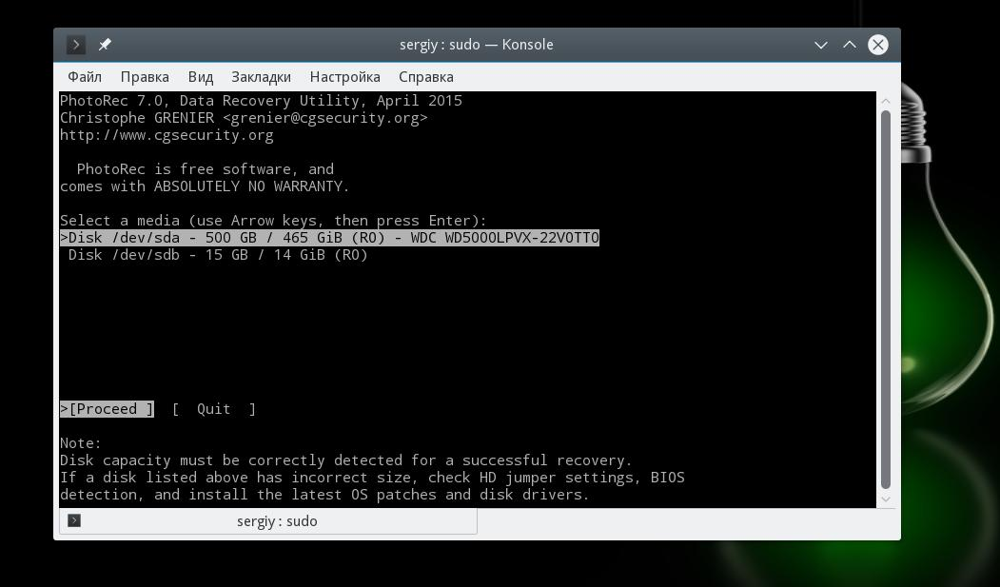 sergiy : sudo — Konsole
Файл Правка Вид Закладки Настройка Справка
PhotoRec 7.0, Data Recovery Utility, April 2015
Christophe GRENIER <grenier@cgsecurity.org>
http://www.cgsecurity.org
PhotoRec is free software, and
comes with ABSOLUTELY NO WARRANTY.
Select a media (use Arrow keys, then press Enter):
>Disk /dev/sda - 500 GB / 465 GiB (RO) - WDC WD5000LPVX-22V0TT0
Disk /dev/sdb - 15 GB / 14 GiB (RO)
>[Proceed ] [ Quit ]
Note:
Disk capacity must be correctly detected for a successful recovery.
If a disk listed above has incorrect size, check HD jumper settings, BIOS
detection, and install the latest OS patches and disk drivers.
sergiy : sudo